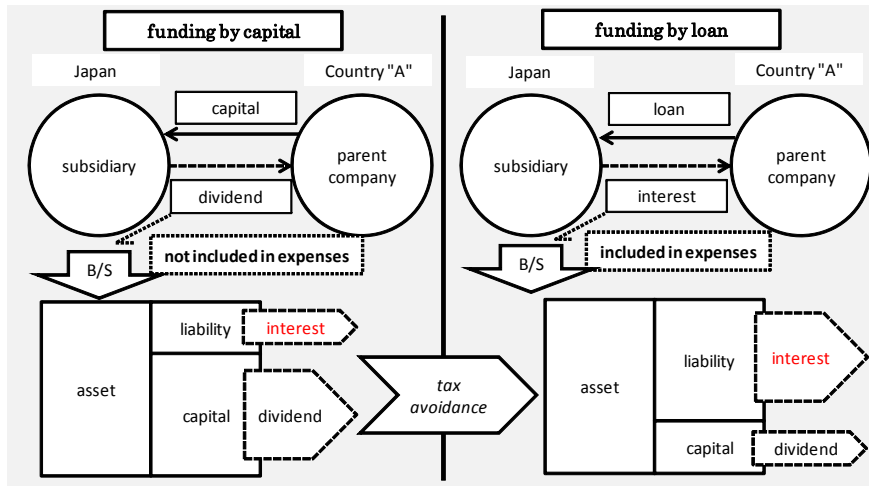 funding by capital
Japan
Country "A"
capital
subsidiary
parent
company
dividend
not included in expenses
B/S
asset
liability
interest
capital
dividend
tax
avoidance
funding by loan
Japan
Country "A"
loan
subsidiary
parent
company
interest
included in expenses
B/S
asset
liability
interest
capital
dividend